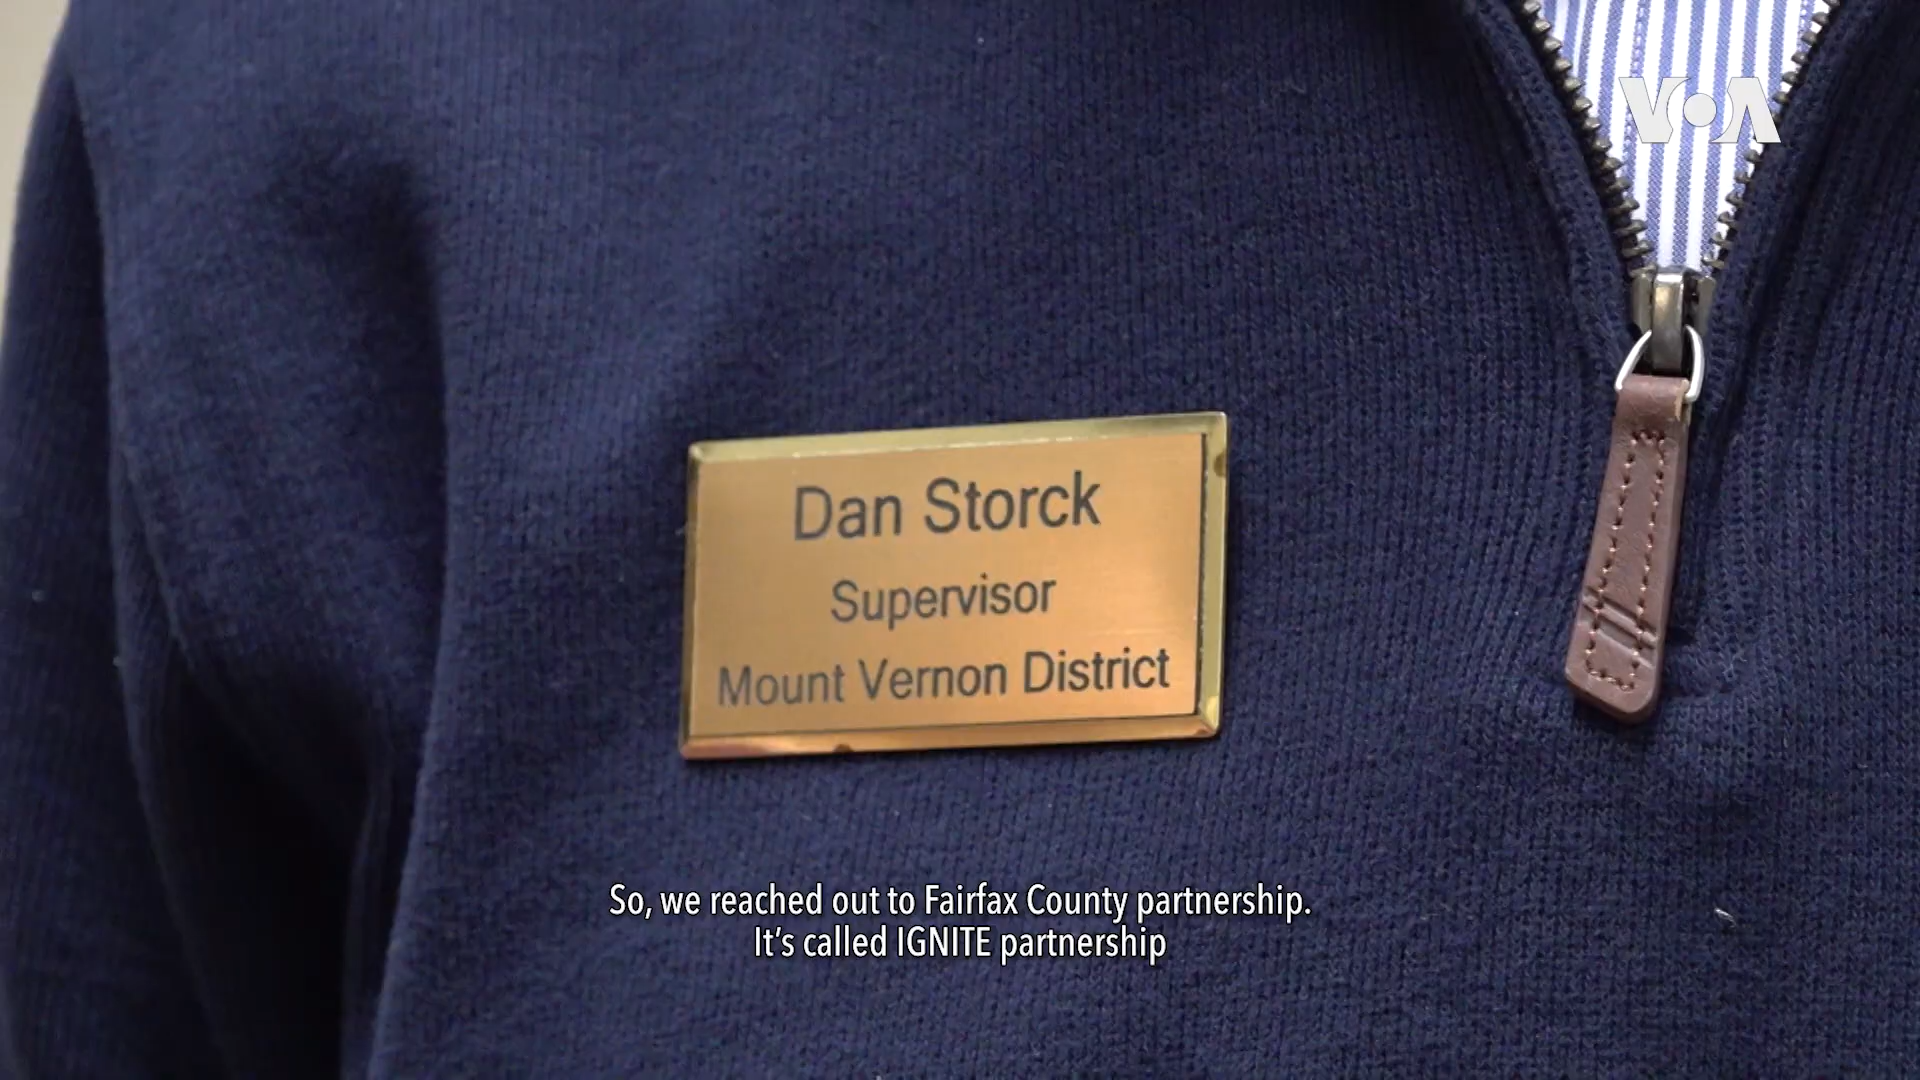 VOA
Dan Storck
Supervisor
Mount Vernon District
So, we reached out to Fairfax County partnership.
It’s called IGNITE partnership